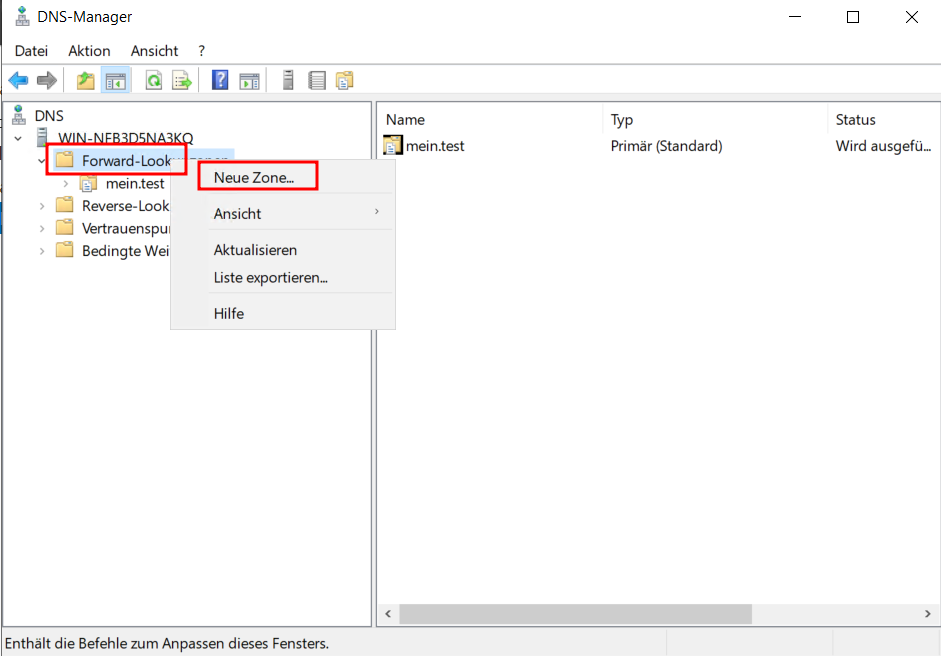 DNS-Manager
Datei Aktion Ansicht ?
DNS
WIN-NFB3D5NA3KQ
Forward-Look
mein.test
Reverse-Look
Vertrauenspu
Bedingte Wei
Neue Zone...
Ansicht
Aktualisieren
Liste exportieren...
Hilfe
Name Typ Status
mein.test Primär (Standard) Wird ausgefü...
Enthält die Befehle zum Anpassen dieses Fensters.